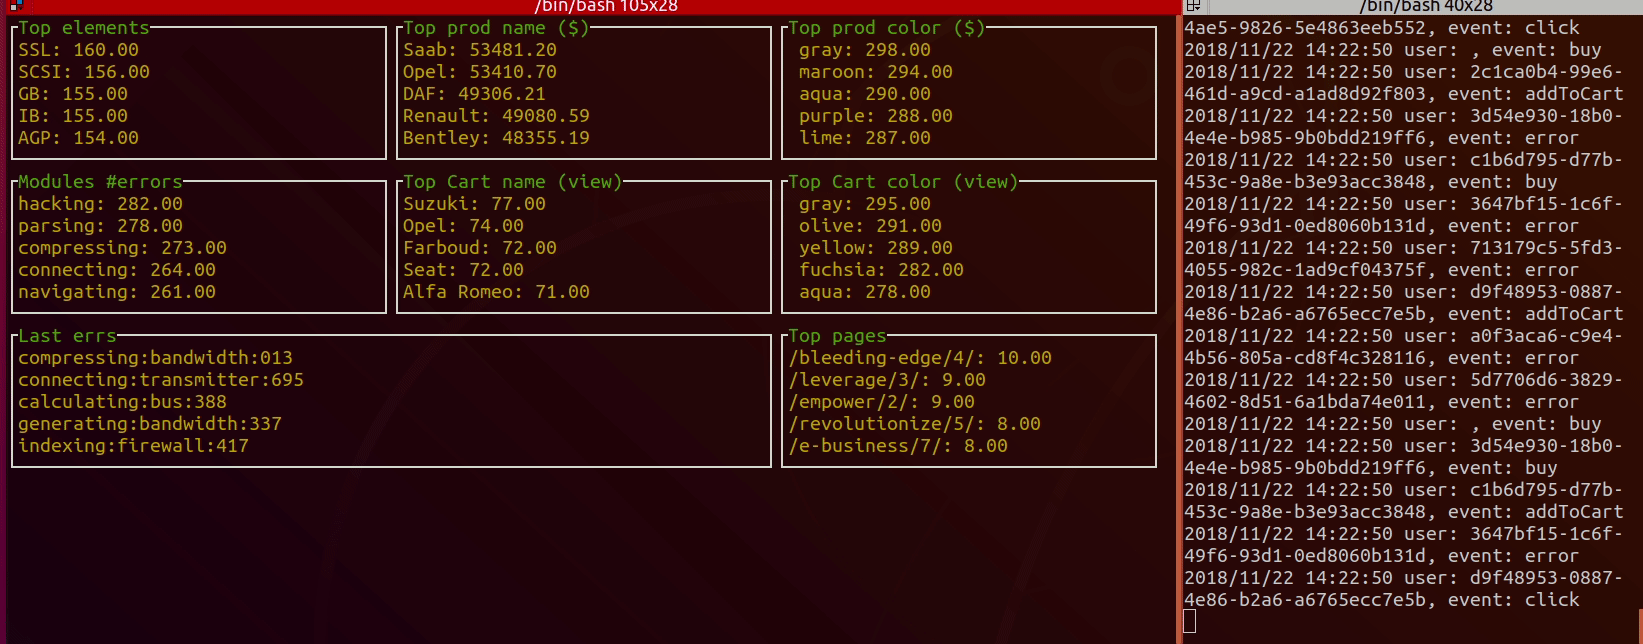 /bin/bash 105x28
Top elements
SSL: 160.00
SCSI: 156.00
GB: 155.00
IB: 155.00
AGP: 154.00
Top prod name ($)
Saab: 53481.20
Opel: 53410.70
DAF: 49306.21
Renault: 49080.59
Bentley: 48355.19
Top prod color ($)
gray: 298.00
maroon: 294.00
aqua: 290.00
purple: 288.00
lime: 287.00
Modules #errors
hacking: 282.00
parsing: 278.00
compressing: 273.00
connecting: 264.00
navigating: 261.00
Top Cart name (view)
Suzuki: 77.00
Opel: 74.00
Farboud: 72.00
Seat: 72.00
Alfa Romeo: 71.00
Top Cart color (view)
gray: 295.00
olive: 291.00
yellow: 289.00
fuchsia: 282.00
aqua: 278.00
Last errs
compressing:bandwidth:013
connecting:transmitter:695
calculating:bus:388
generating:bandwidth:337
indexing:firewall:417
Top pages
/bleeding-edge/4/: 10.00
/leverage/3/: 9.00
/empower/2/: 9.00
/revolutionize/5/: 8.00
/e-business/7/: 8.00
/bin/bash 40x28
4ae5-9826-5e4863eeb552, event: click
2018/11/22 14:22:50 user: , event: buy
2018/11/22 14:22:50 user: 2c1ca0b4-99e6-
461d-a9cd-a1ad8d92f803, event: addToCart
2018/11/22 14:22:50 user: 3d54e930-18b0-
4e4e-b985-9b0bdd219ff6, event: error
2018/11/22 14:22:50 user: c1b6d795-d77b-
453c-9a8e-b3e93acc3848, event: buy
2018/11/22 14:22:50 user: 3647bf15-1c6f-
49f6-93d1-0ed8060b131d, event: error
2018/11/22 14:22:50 user: 713179c5-5fd3-
4055-982c-1ad9cf04375f, event: error
2018/11/22 14:22:50 user: d9f48953-0887-
4e86-b2a6-a6765ecc7e5b, event: addToCart
2018/11/22 14:22:50 user: a0f3aca6-c9e4-
4b56-805a-cd8f4c328116, event: error
2018/11/22 14:22:50 user: 5d7706d6-3829-
4602-8d51-6a1bda74e011, event: error
2018/11/22 14:22:50 user: , event: buy
2018/11/22 14:22:50 user: 3d54e930-18b0-
4e4e-b985-9b0bdd219ff6, event: buy
2018/11/22 14:22:50 user: c1b6d795-d77b-
453c-9a8e-b3e93acc3848, event: addToCart
2018/11/22 14:22:50 user: 3647bf15-1c6f-
49f6-93d1-0ed8060b131d, event: error
2018/11/22 14:22:50 user: d9f48953-0887-
4e86-b2a6-a6765ecc7e5b, event: click